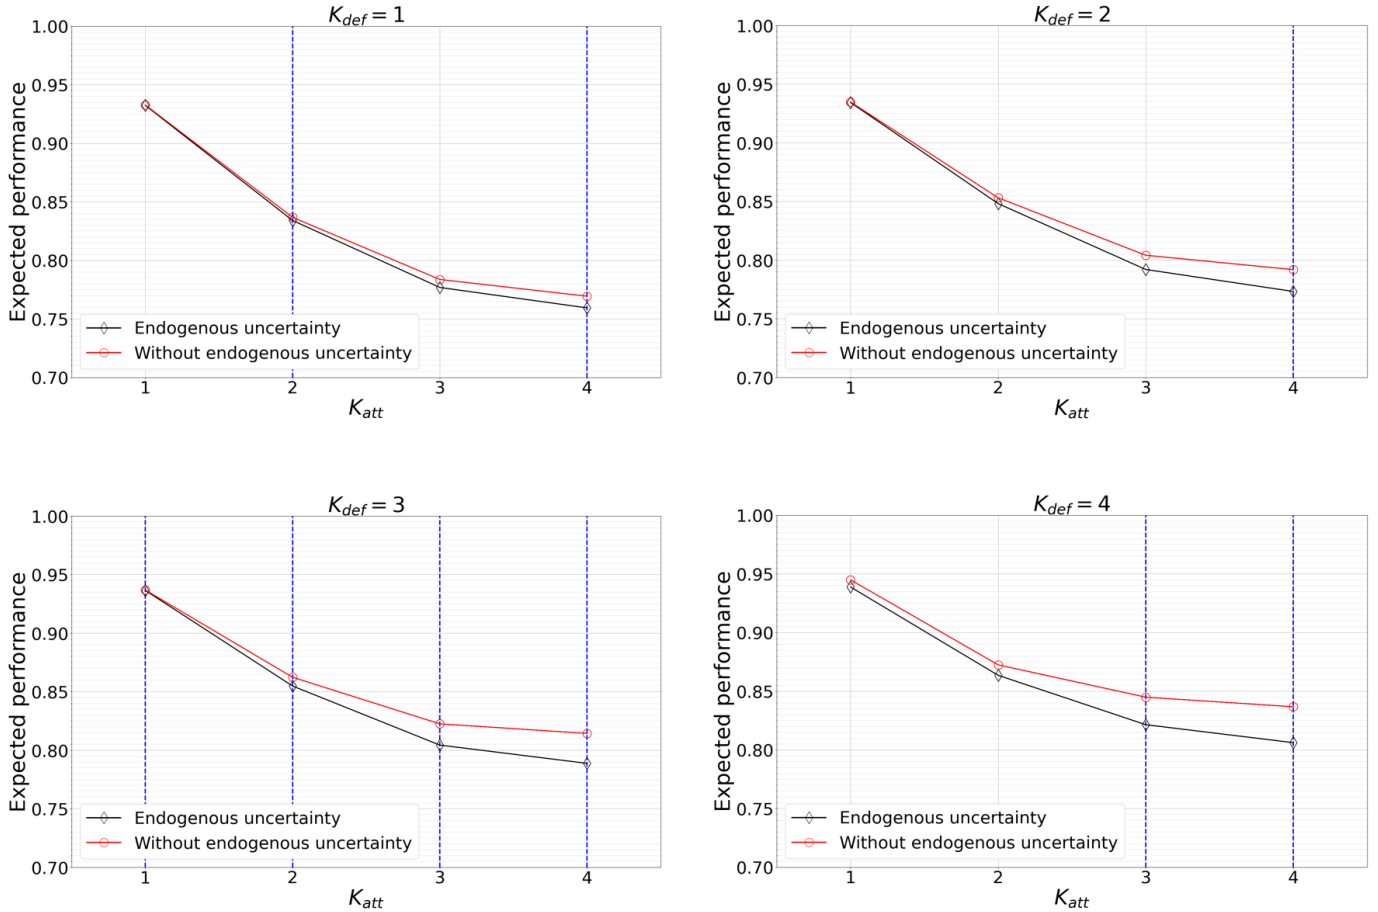 K_def = 1
1.00
0.95
0.90
0.85
0.80
0.75
0.70
Expected performance
Endogenous uncertainty
Without endogenous uncertainty
1 2 3 4
K_att
K_def = 2
1.00
0.95
0.90
0.85
0.80
0.75
0.70
Expected performance
Endogenous uncertainty
Without endogenous uncertainty
1 2 3 4
K_att
K_def = 3
1.00
0.95
0.90
0.85
0.80
0.75
0.70
Expected performance
Endogenous uncertainty
Without endogenous uncertainty
1 2 3 4
K_att
K_def = 4
1.00
0.95
0.90
0.85
0.80
0.75
0.70
Expected performance
Endogenous uncertainty
Without endogenous uncertainty
1 2 3 4
K_att